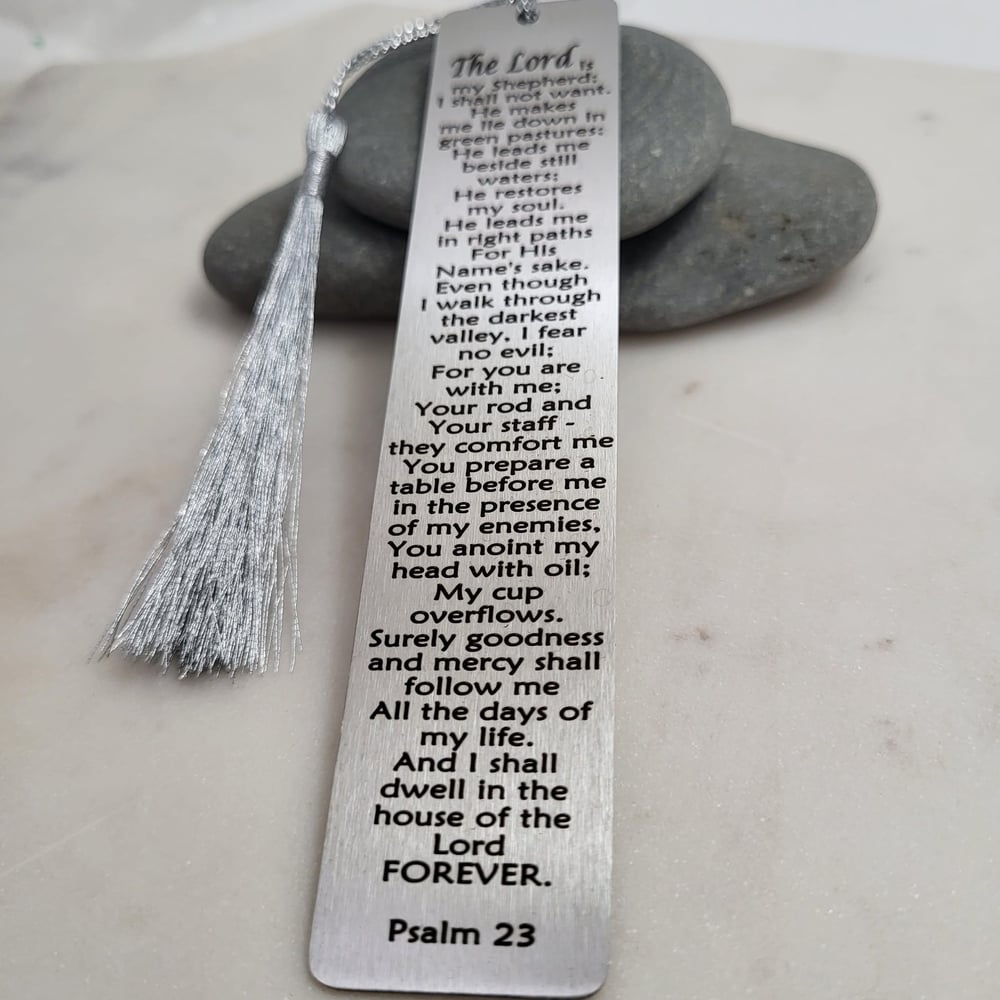 The Lord is
my Shepherd:
I shall not want.
He makes
me lie down in
green pastures:
He leads me
beside still
waters:
He restores
my soul.
He leads me
in right paths
For His
Name's sake.
Even though
I walk through
the darkest
valley, I fear
no evil;
For you are
with me;
Your rod and
Your staff -
they comfort me
You prepare a
table before me
in the presence
of my enemies.
You anoint my
head with oil;
My cup
overflows.
Surely goodness
and mercy shall
follow me
All the days of
my life.
And I shall
dwell in the
house of the
Lord
FOREVER.
Psalm 23